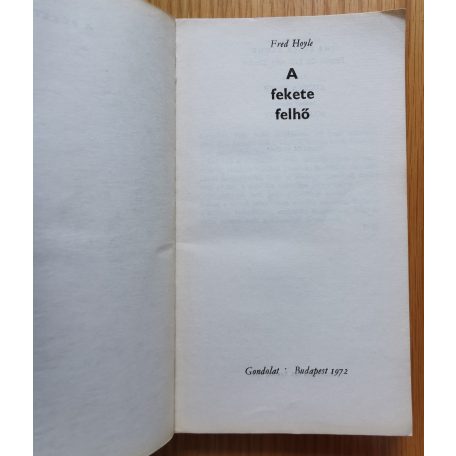 Fred Hoyle
A
fekete
felhő
Gondolat · Budapest 1972